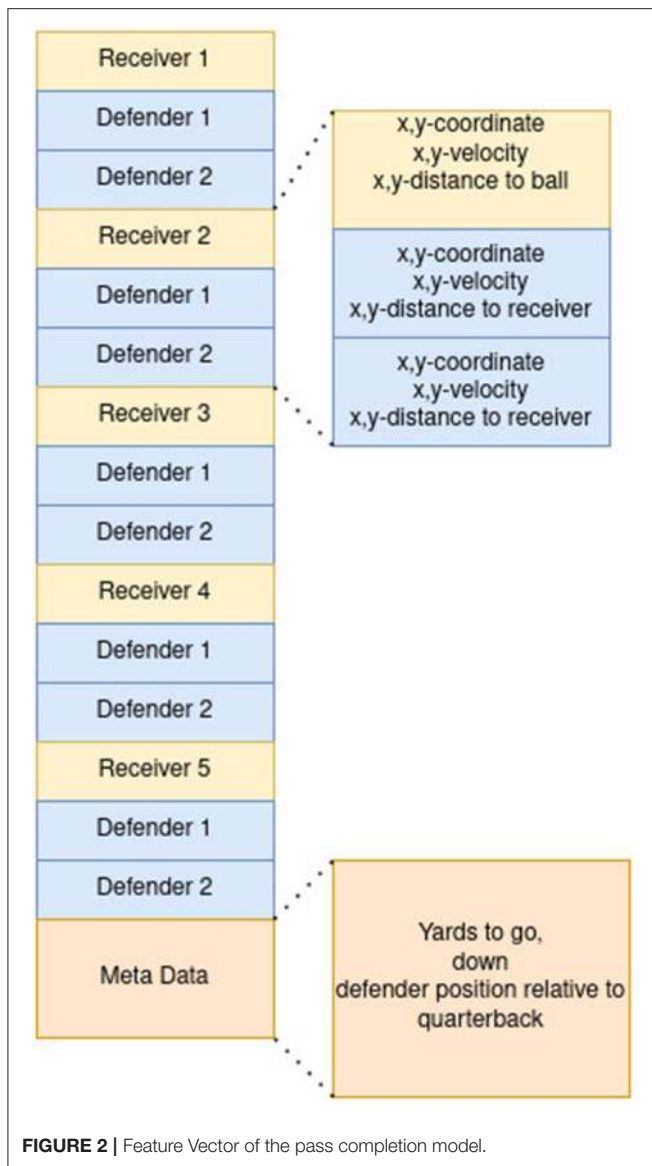 Receiver 1
Defender 1
Defender 2
Receiver 2
Defender 1
Defender 2
Receiver 3
Defender 1
Defender 2
Receiver 4
Defender 1
Defender 2
Receiver 5
Defender 1
Defender 2
Meta Data
x,y-coordinate
x,y-velocity
x,y-distance to ball
x,y-coordinate
x,y-velocity
x,y-distance to receiver
x,y-coordinate
x,y-velocity
x,y-distance to receiver
Yards to go,
down
defender position relative to
quarterback
FIGURE 2 | Feature Vector of the pass completion model.